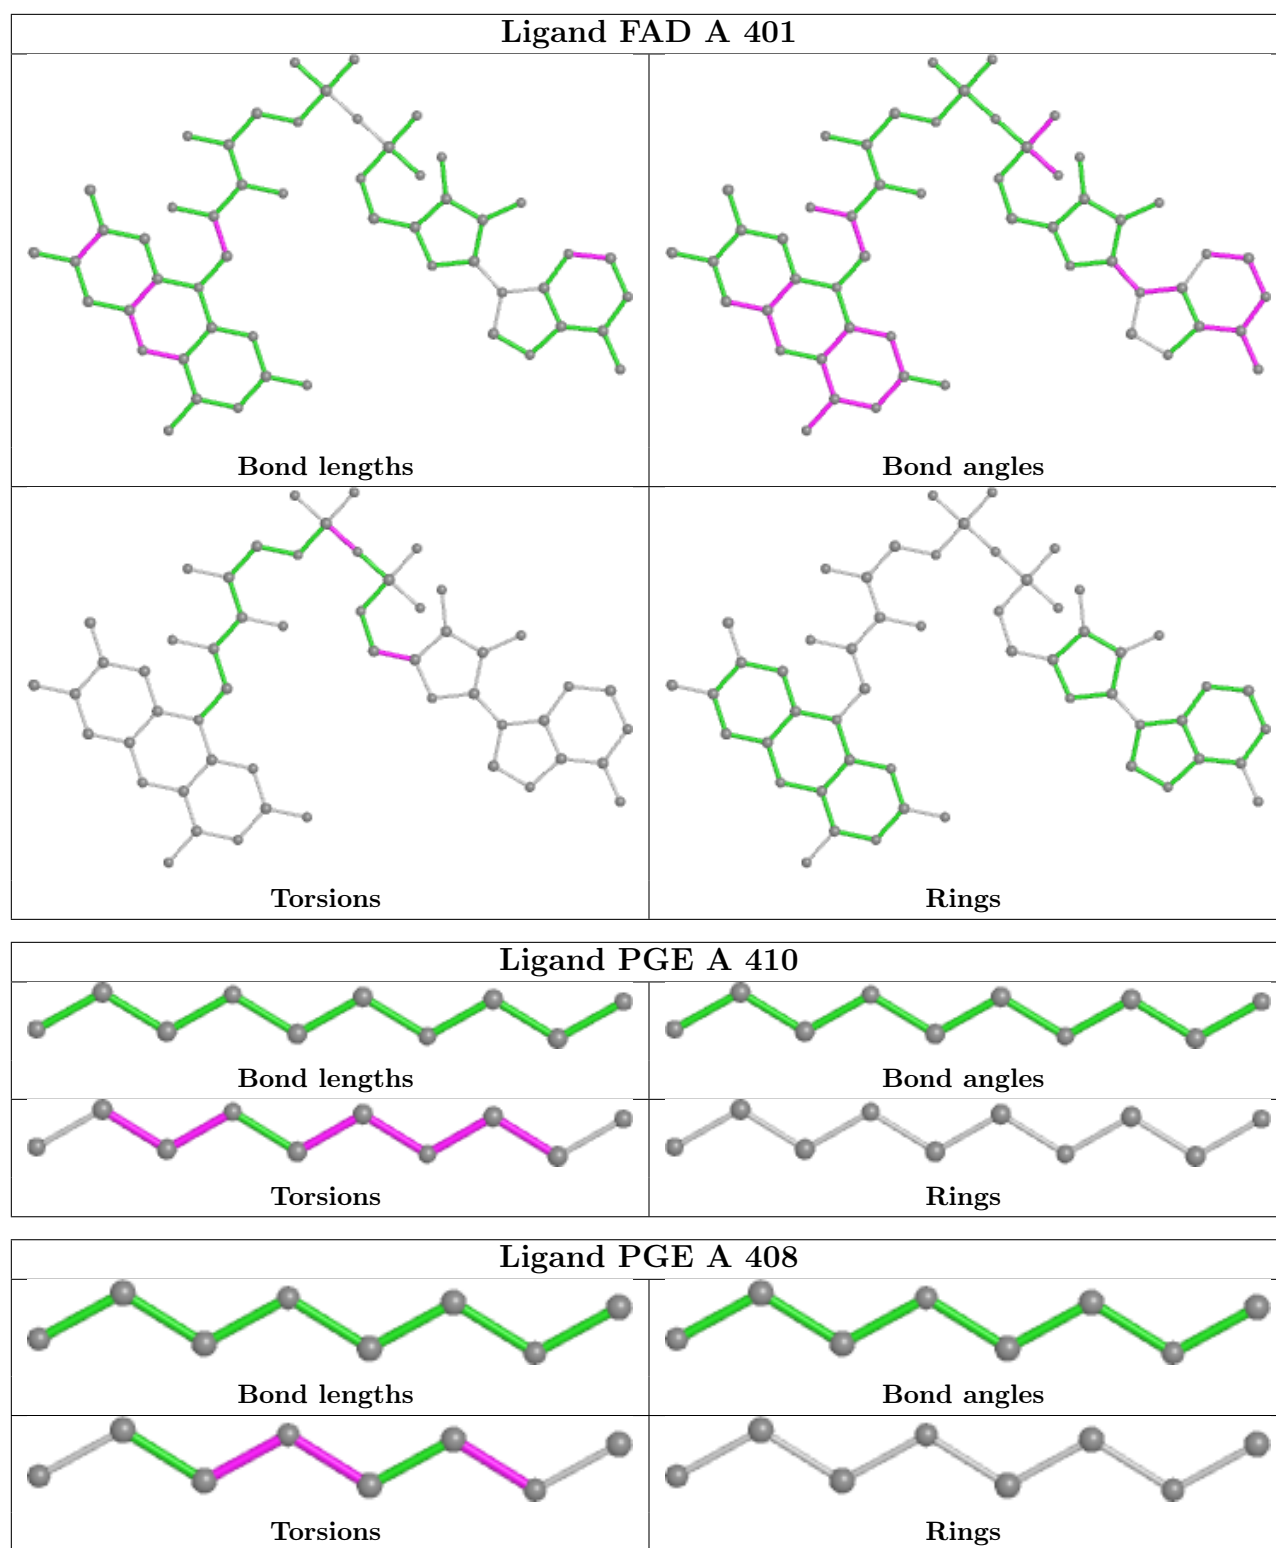 Ligand FAD A 401
Bond lengths
Bond angles
Torsions
Rings
Ligand PGE A 410
Bond lengths
Bond angles
Torsions
Rings
Ligand PGE A 408
Bond lengths
Bond angles
Torsions
Rings